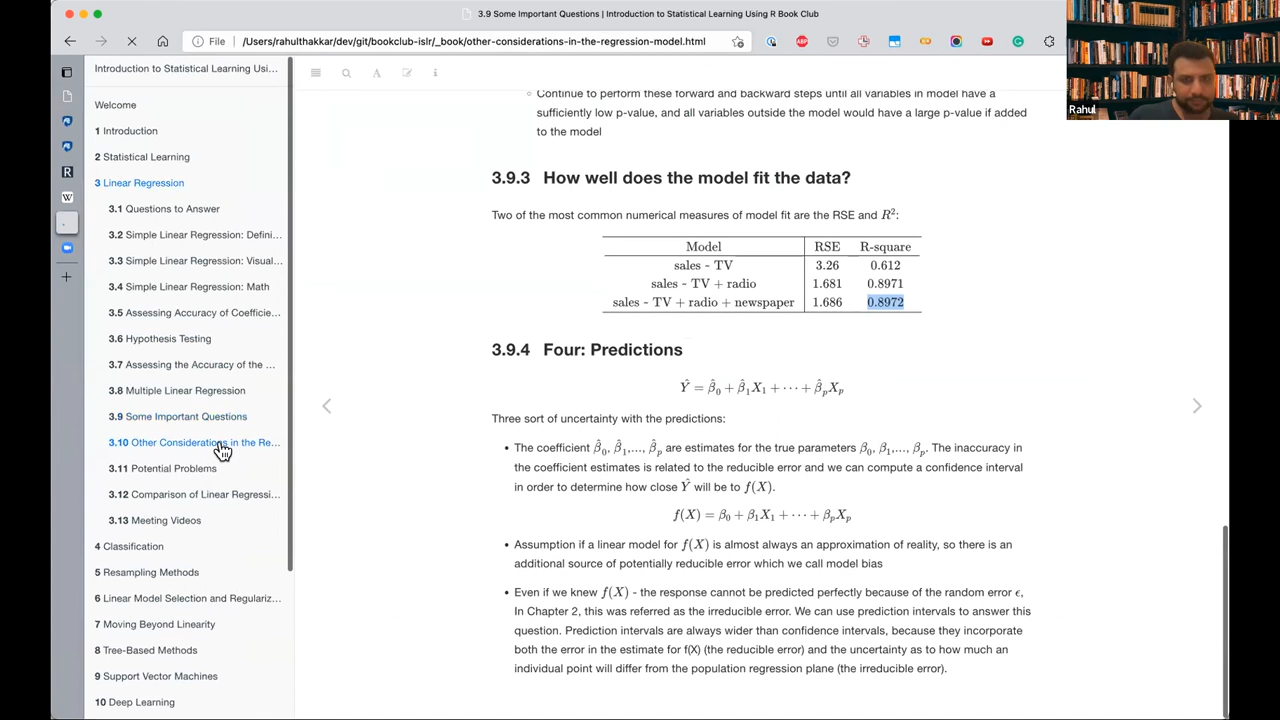 3.9 Some Important Questions | Introduction to Statistical Learning Using R Book Club
File /Users/rahulthakkar/dev/git/bookclub-islr/_book/other-considerations-in-the-regression-model.html
ABP
Rahul
R
W
Introduction to Statistical Learning Usi...
Welcome
1 Introduction
2 Statistical Learning
3 Linear Regression
3.1 Questions to Answer
3.2 Simple Linear Regression: Defini...
3.3 Simple Linear Regression: Visual...
3.4 Simple Linear Regression: Math
3.5 Assessing Accuracy of Coefficie...
3.6 Hypothesis Testing
3.7 Assessing the Accuracy of the ...
3.8 Multiple Linear Regression
3.9 Some Important Questions
3.10 Other Considerations in the Re...
3.11 Potential Problems
3.12 Comparison of Linear Regressi...
3.13 Meeting Videos
4 Classification
5 Resampling Methods
6 Linear Model Selection and Regulariz...
7 Moving Beyond Linearity
8 Tree-Based Methods
9 Support Vector Machines
10 Deep Learning
Continue to perform these forward and backward steps until all variables in model have a
sufficiently low p-value, and all variables outside the model would have a large p-value if added
to the model
3.9.3 How well does the model fit the data?
Two of the most common numerical measures of model fit are the RSE and R²:
Model RSE R-square
sales - TV 3.26 0.612
sales - TV + radio 1.681 0.8971
sales - TV + radio + newspaper 1.686 0.8972
3.9.4 Four: Predictions
Ŷ = β̂₀ + β̂₁X₁ + ⋯ + β̂ₚXₚ
Three sort of uncertainty with the predictions:
• The coefficient β̂₀, β̂₁,..., β̂ₚ are estimates for the true parameters β₀, β₁,..., βₚ. The inaccuracy in
the coefficient estimates is related to the reducible error and we can compute a confidence interval
in order to determine how close Ŷ will be to f(X).
f(X) = β₀ + β₁X₁ + ⋯ + βₚXₚ
• Assumption if a linear model for f(X) is almost always an approximation of reality, so there is an
additional source of potentially reducible error which we call model bias
• Even if we knew f(X) - the response cannot be predicted perfectly because of the random error ϵ,
In Chapter 2, this was referred as the irreducible error. We can use prediction intervals to answer this
question. Prediction intervals are always wider than confidence intervals, because they incorporate
both the error in the estimate for f(X) (the reducible error) and the uncertainty as to how much an
individual point will differ from the population regression plane (the irreducible error).